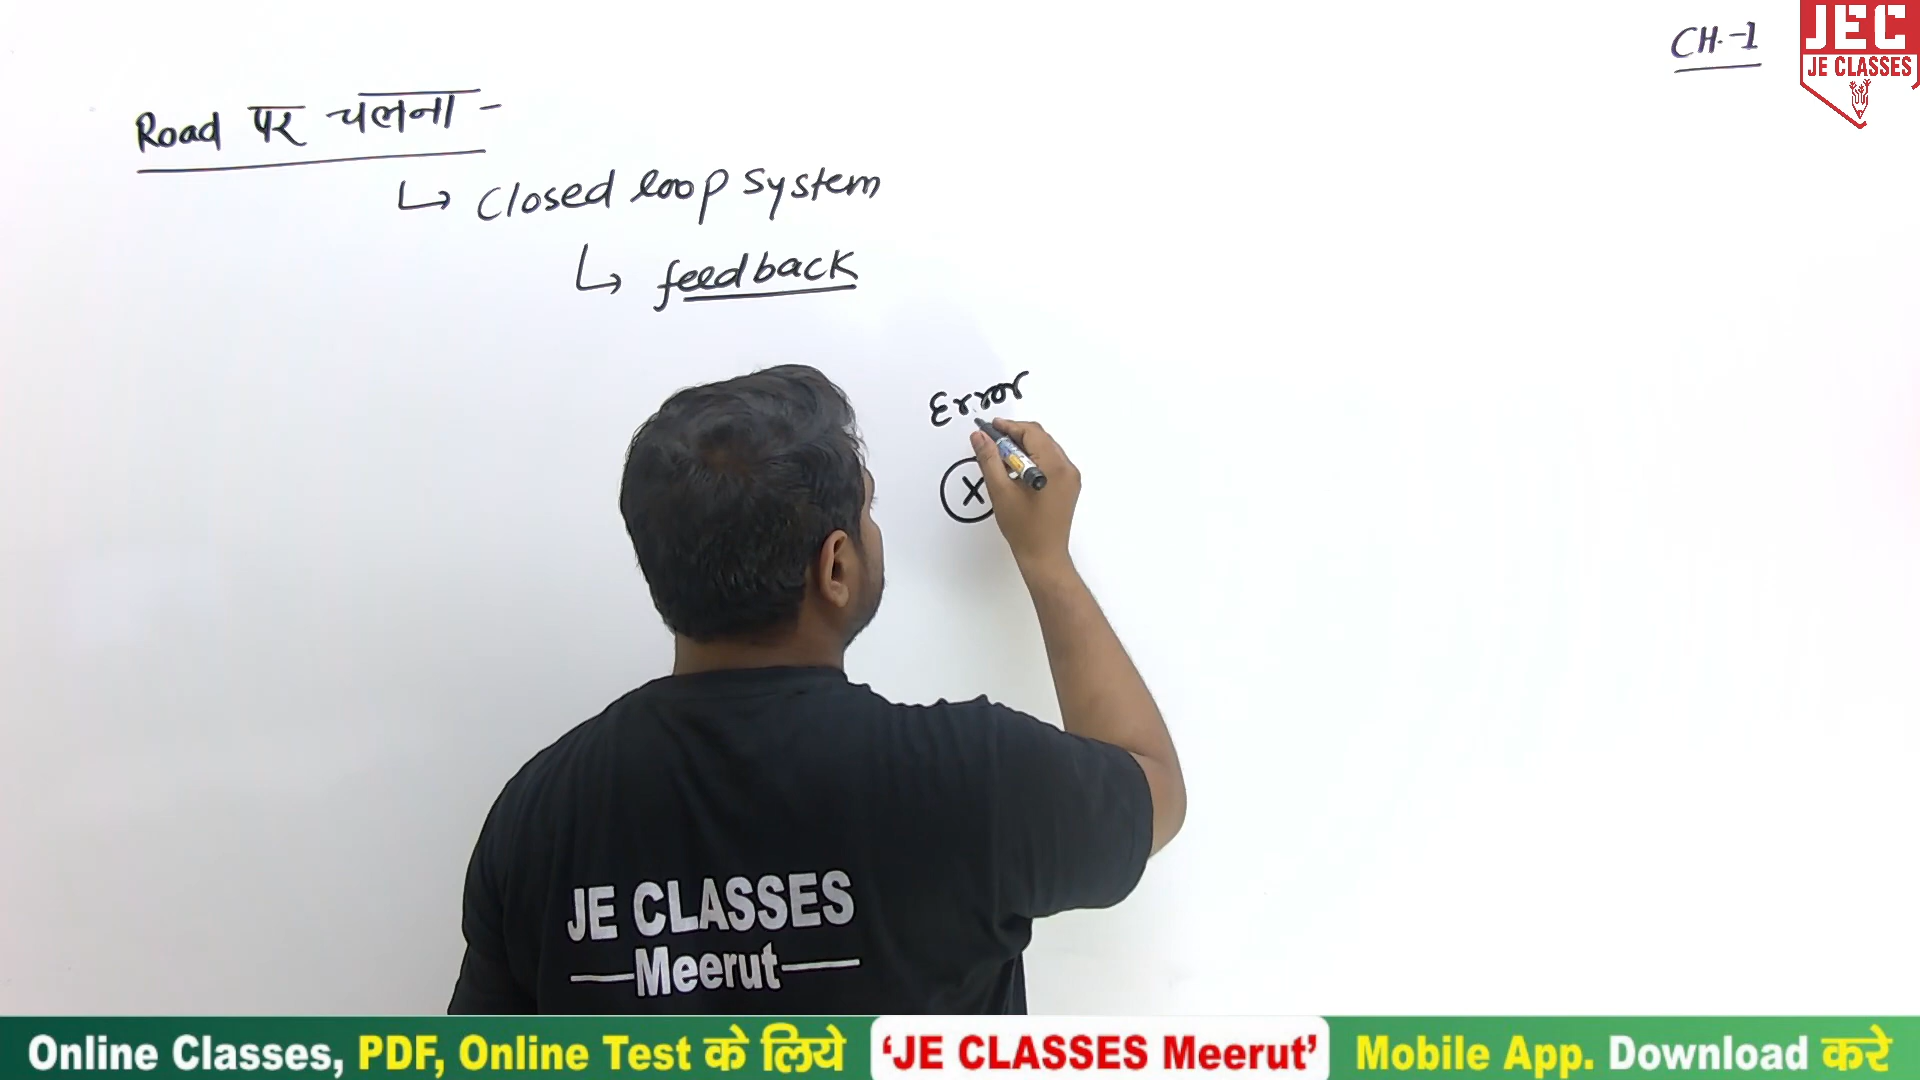 CH.-1
JEC
JE CLASSES
Road पर चलना -
↳ Closed loop system
↳ feedback
Error
X
JE CLASSES
Meerut
Online Classes, PDF, Online Test के लिये 'JE CLASSES Meerut' Mobile App. Download करे